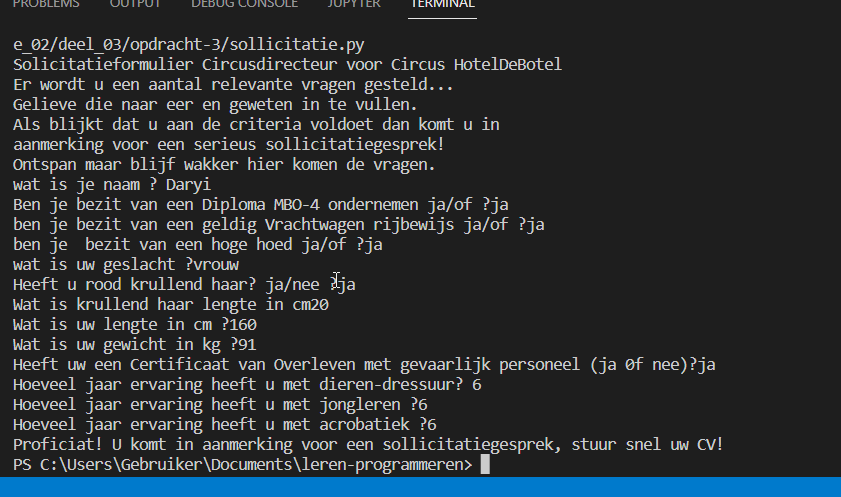 PROBLEMS OUTPUT DEBUG CONSOLE JUPYTER TERMINAL
e_02/deel_03/opdracht-3/sollicitatie.py
Solicitatieformulier Circusdirecteur voor Circus HotelDeBotel
Er wordt u een aantal relevante vragen gesteld...
Gelieve die naar eer en geweten in te vullen.
Als blijkt dat u aan de criteria voldoet dan komt u in
aanmerking voor een serieus sollicitatiegesprek!
Ontspan maar blijf wakker hier komen de vragen.
wat is je naam ? Daryi
Ben je bezit van een Diploma MBO-4 ondernemen ja/of ?ja
ben je bezit van een geldig Vrachtwagen rijbewijs ja/of ?ja
ben je  bezit van een hoge hoed ja/of ?ja
wat is uw geslacht ?vrouw
Heeft u rood krullend haar? ja/nee ?ja
Wat is krullend haar lengte in cm20
Wat is uw lengte in cm ?160
Wat is uw gewicht in kg ?91
Heeft uw een Certificaat van Overleven met gevaarlijk personeel (ja 0f nee)?ja
Hoeveel jaar ervaring heeft u met dieren-dressuur? 6
Hoeveel jaar ervaring heeft u met jongleren ?6
Hoeveel jaar ervaring heeft u met acrobatiek ?6
Proficiat! U komt in aanmerking voor een sollicitatiegesprek, stuur snel uw CV!
PS C:\Users\Gebruiker\Documents\leren-programmeren>